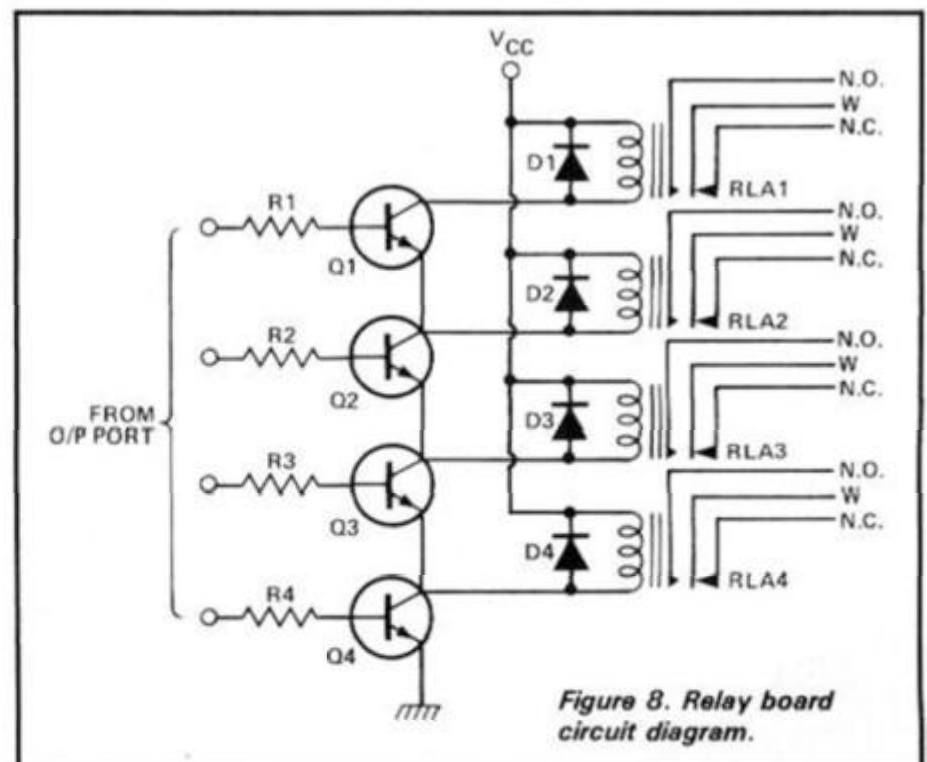 VCC
N.O.
W
N.C.
D1
RLA1
R1
Q1
N.O.
W
N.C.
D2
RLA2
R2
Q2
N.O.
W
N.C.
FROM
O/P PORT
D3
RLA3
R3
Q3
N.O.
W
N.C.
D4
RLA4
R4
Q4
Figure 8. Relay board
circuit diagram.